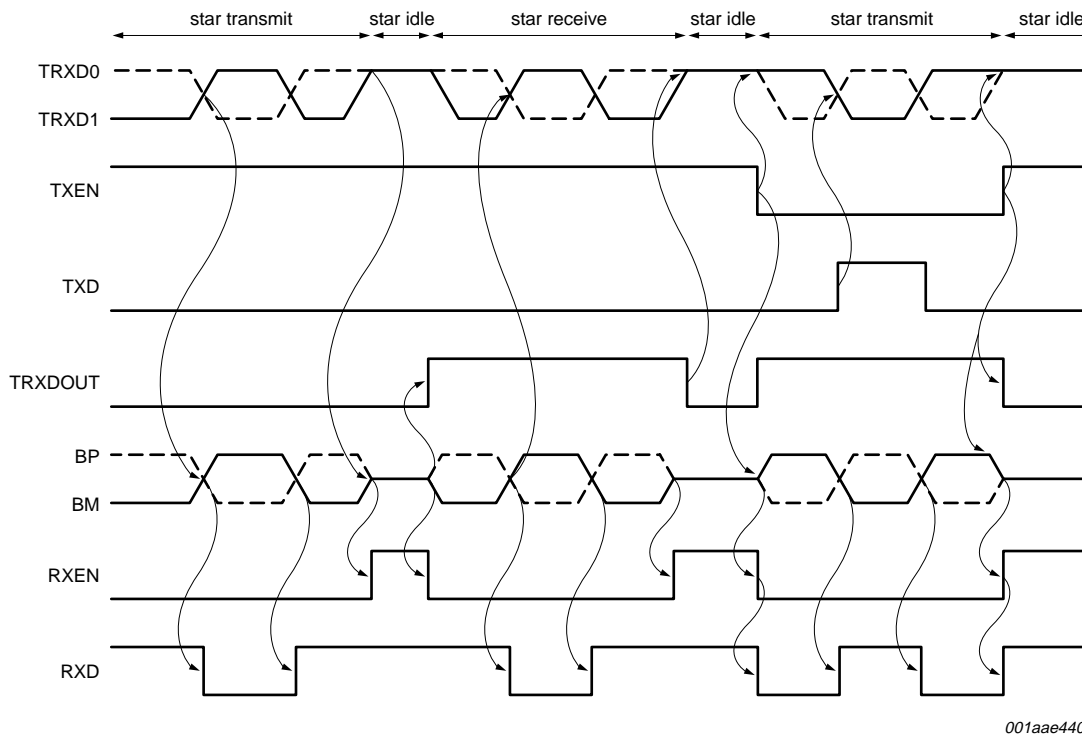 star transmit star idle star receive star idle star transmit star idle
TRXD0
TRXD1
TXEN
TXD
TRXDOUT
BP
BM
RXEN
RXD
001aae440